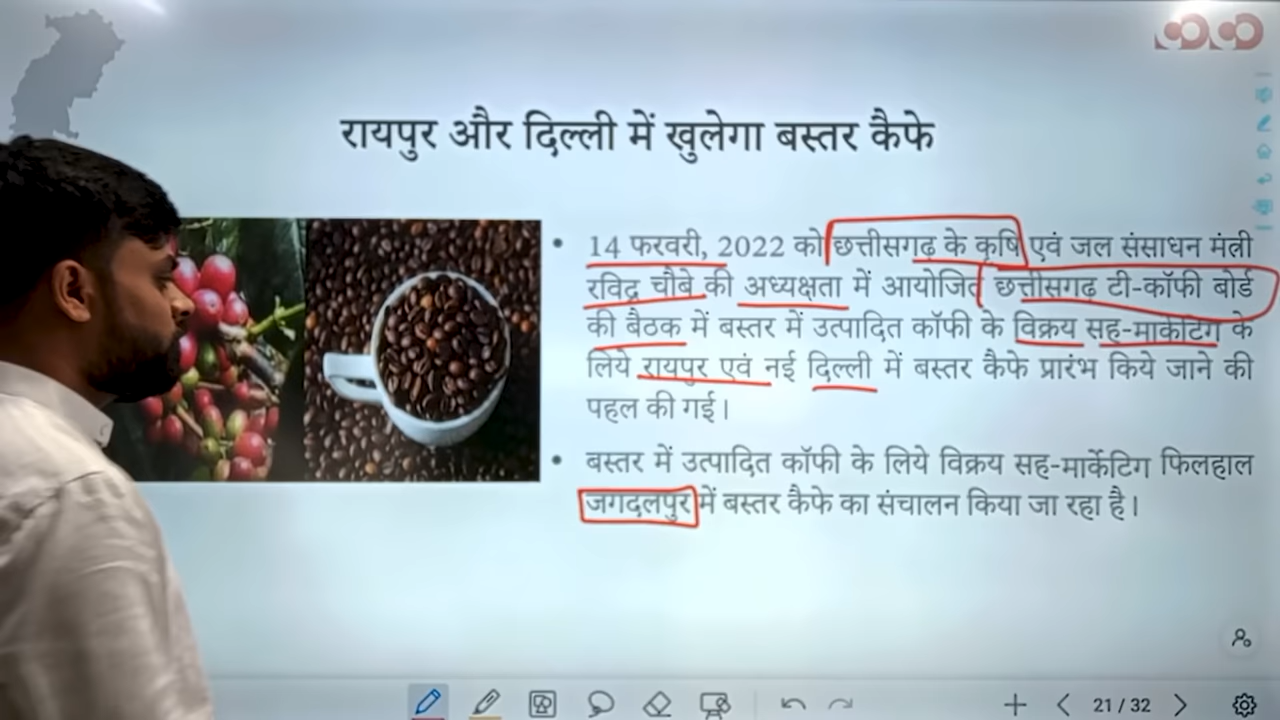 रायपुर और दिल्ली में खुलेगा बस्तर कैफे
• 14 फरवरी, 2022 को छत्तीसगढ़ के कृषि एवं जल संसाधन मंत्री
रविंद्र चौबे की अध्यक्षता में आयोजित छत्तीसगढ़ टी-कॉफी बोर्ड
की बैठक में बस्तर में उत्पादित कॉफी के विक्रय सह-मार्केटिंग के
लिये रायपुर एवं नई दिल्ली में बस्तर कैफे प्रारंभ किये जाने की
पहल की गई।
• बस्तर में उत्पादित कॉफी के लिये विक्रय सह-मार्केटिंग फिलहाल
जगदलपुर में बस्तर कैफे का संचालन किया जा रहा है।
21 / 32